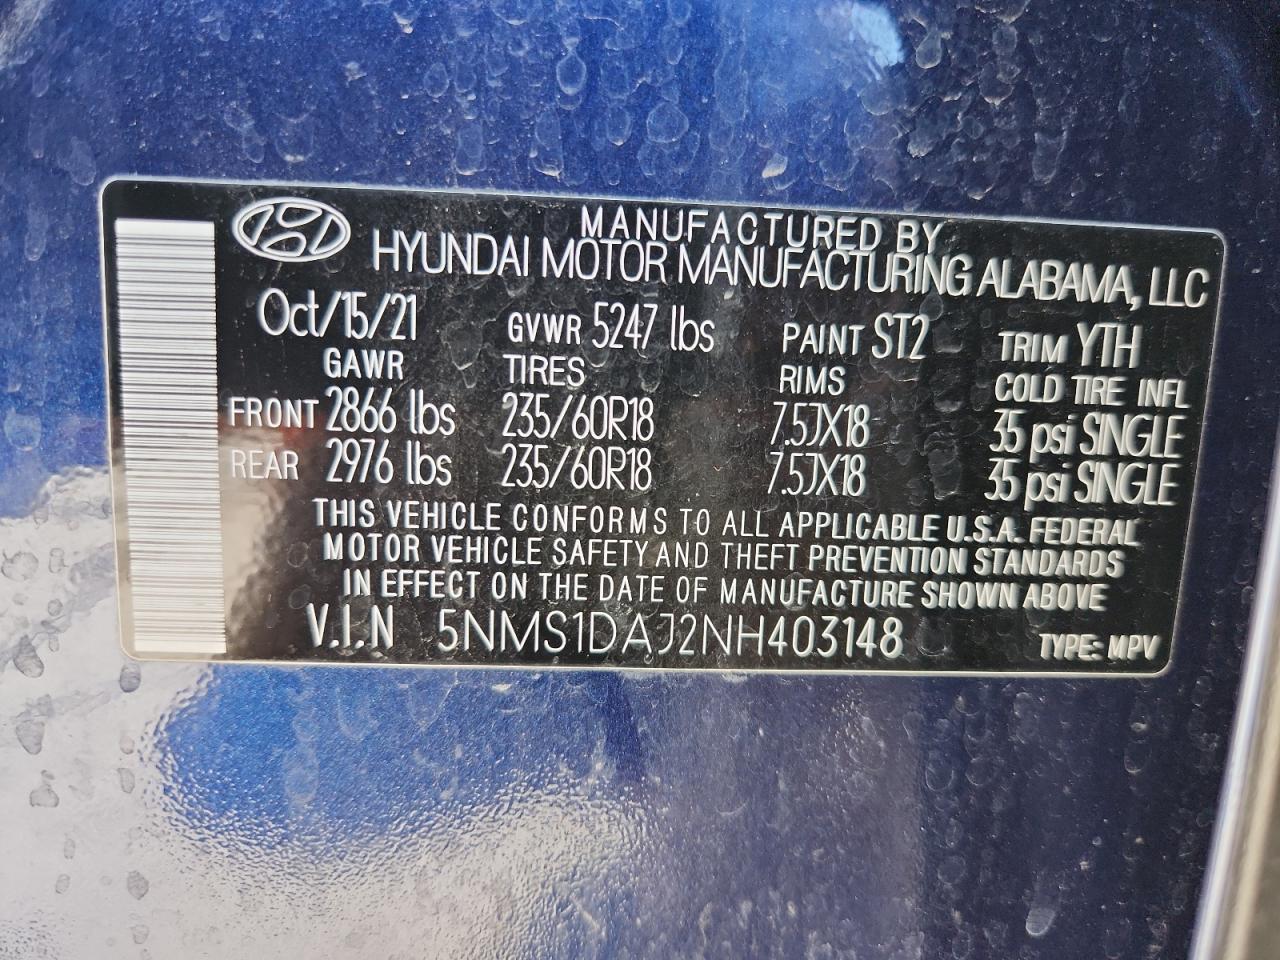 MANUFACTURED BY
HYUNDAI MOTOR MANUFACTURING ALABAMA, LLC
Oct/15/21 GVWR 5247 lbs PAINT ST2 TRIM YTH
GAWR TIRES RIMS COLD TIRE INFL
FRONT 2866 lbs 235/60R18 7.5JX18 35 psi SINGLE
REAR 2976 lbs 235/60R18 7.5JX18 35 psi SINGLE
THIS VEHICLE CONFORMS TO ALL APPLICABLE U.S.A. FEDERAL
MOTOR VEHICLE SAFETY AND THEFT PREVENTION STANDARDS
IN EFFECT ON THE DATE OF MANUFACTURE SHOWN ABOVE
V.I.N 5NMS1DAJ2NH403148 TYPE: MPV